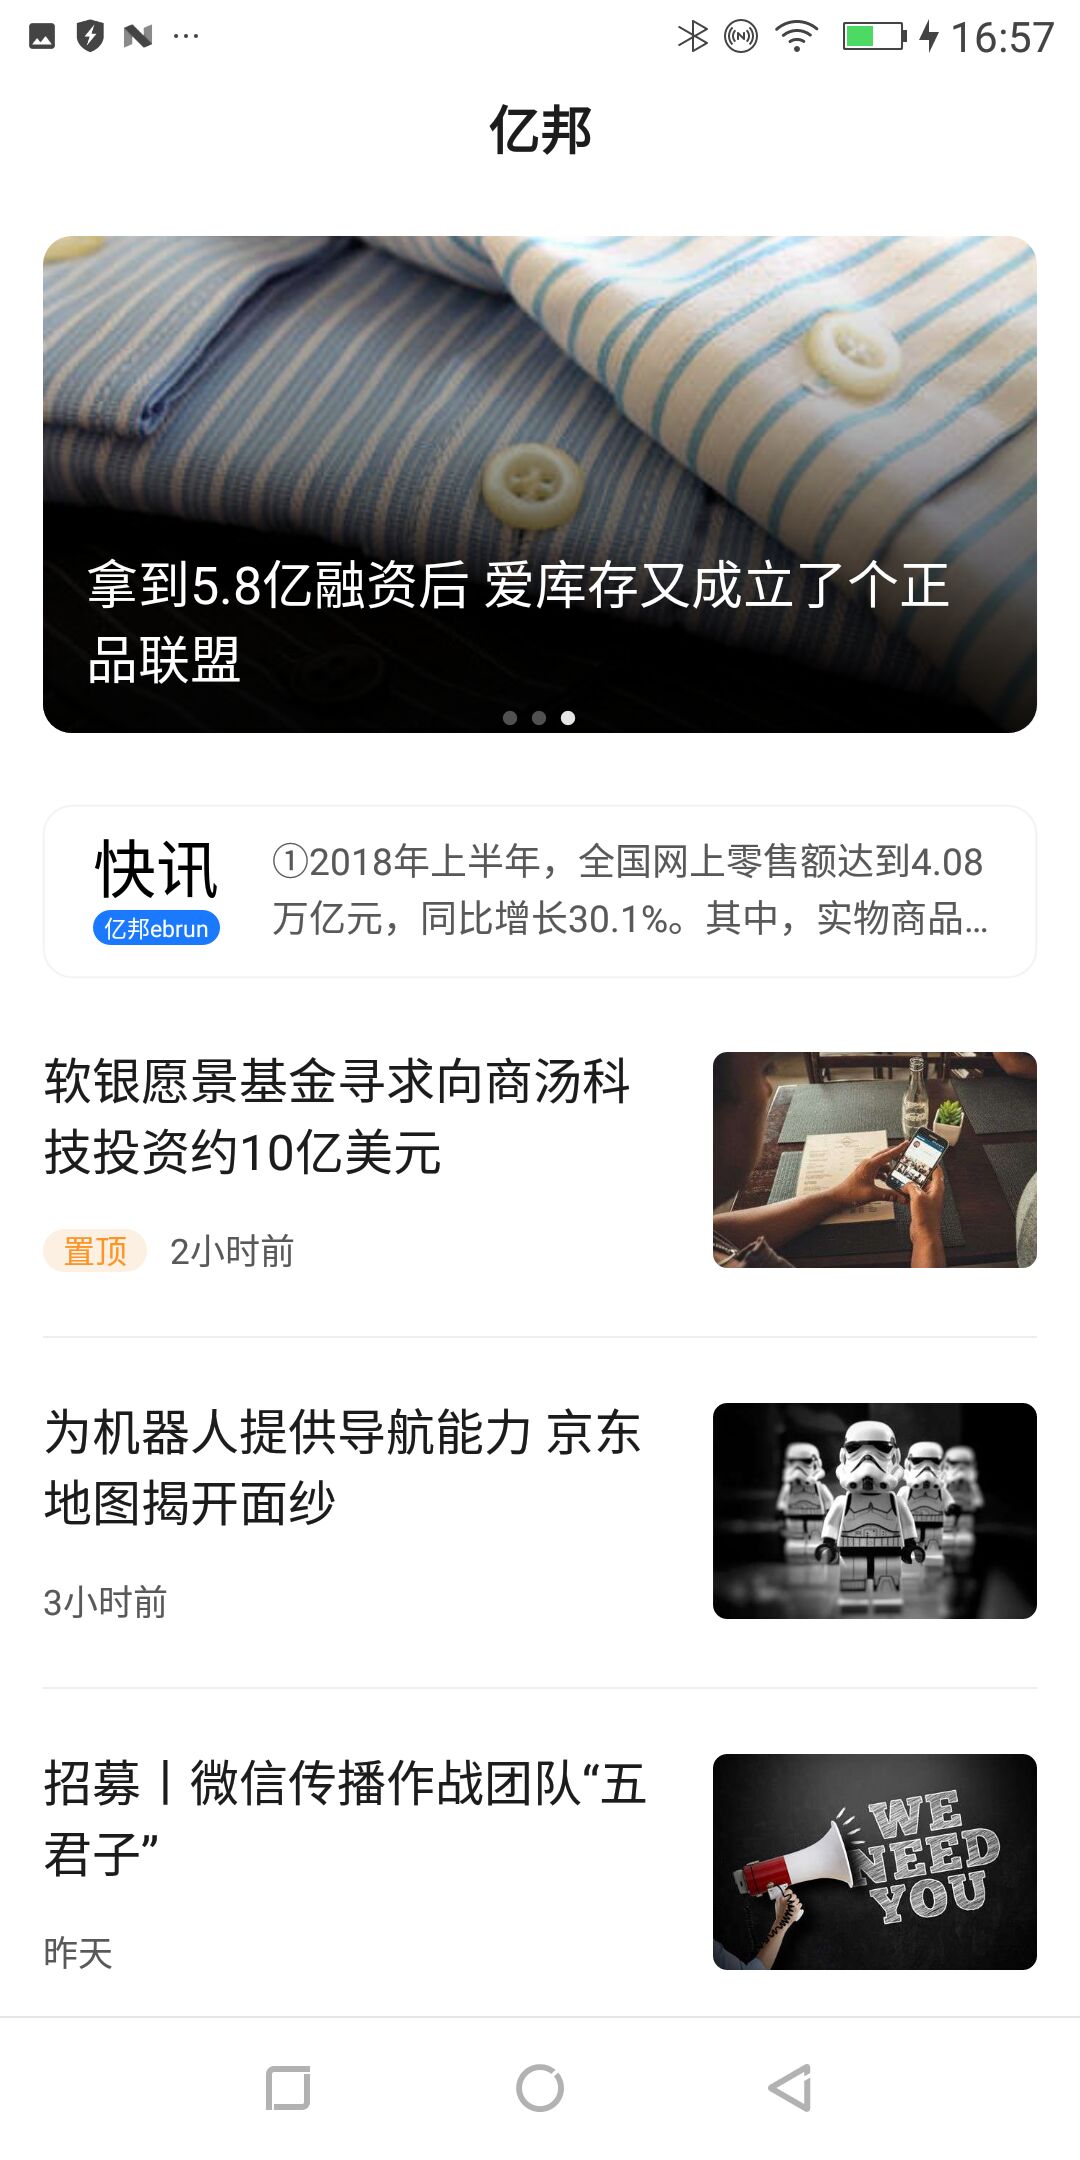 16:57
亿邦
拿到5.8亿融资后 爱库存又成立了个正
品联盟
快讯
亿邦ebrun
①2018年上半年，全国网上零售额达到4.08
万亿元，同比增长30.1%。其中，实物商品...
软银愿景基金寻求向商汤科
技投资约10亿美元
置顶 2小时前
为机器人提供导航能力 京东
地图揭开面纱
3小时前
招募丨微信传播作战团队“五
君子”
昨天
WE
NEED
YOU